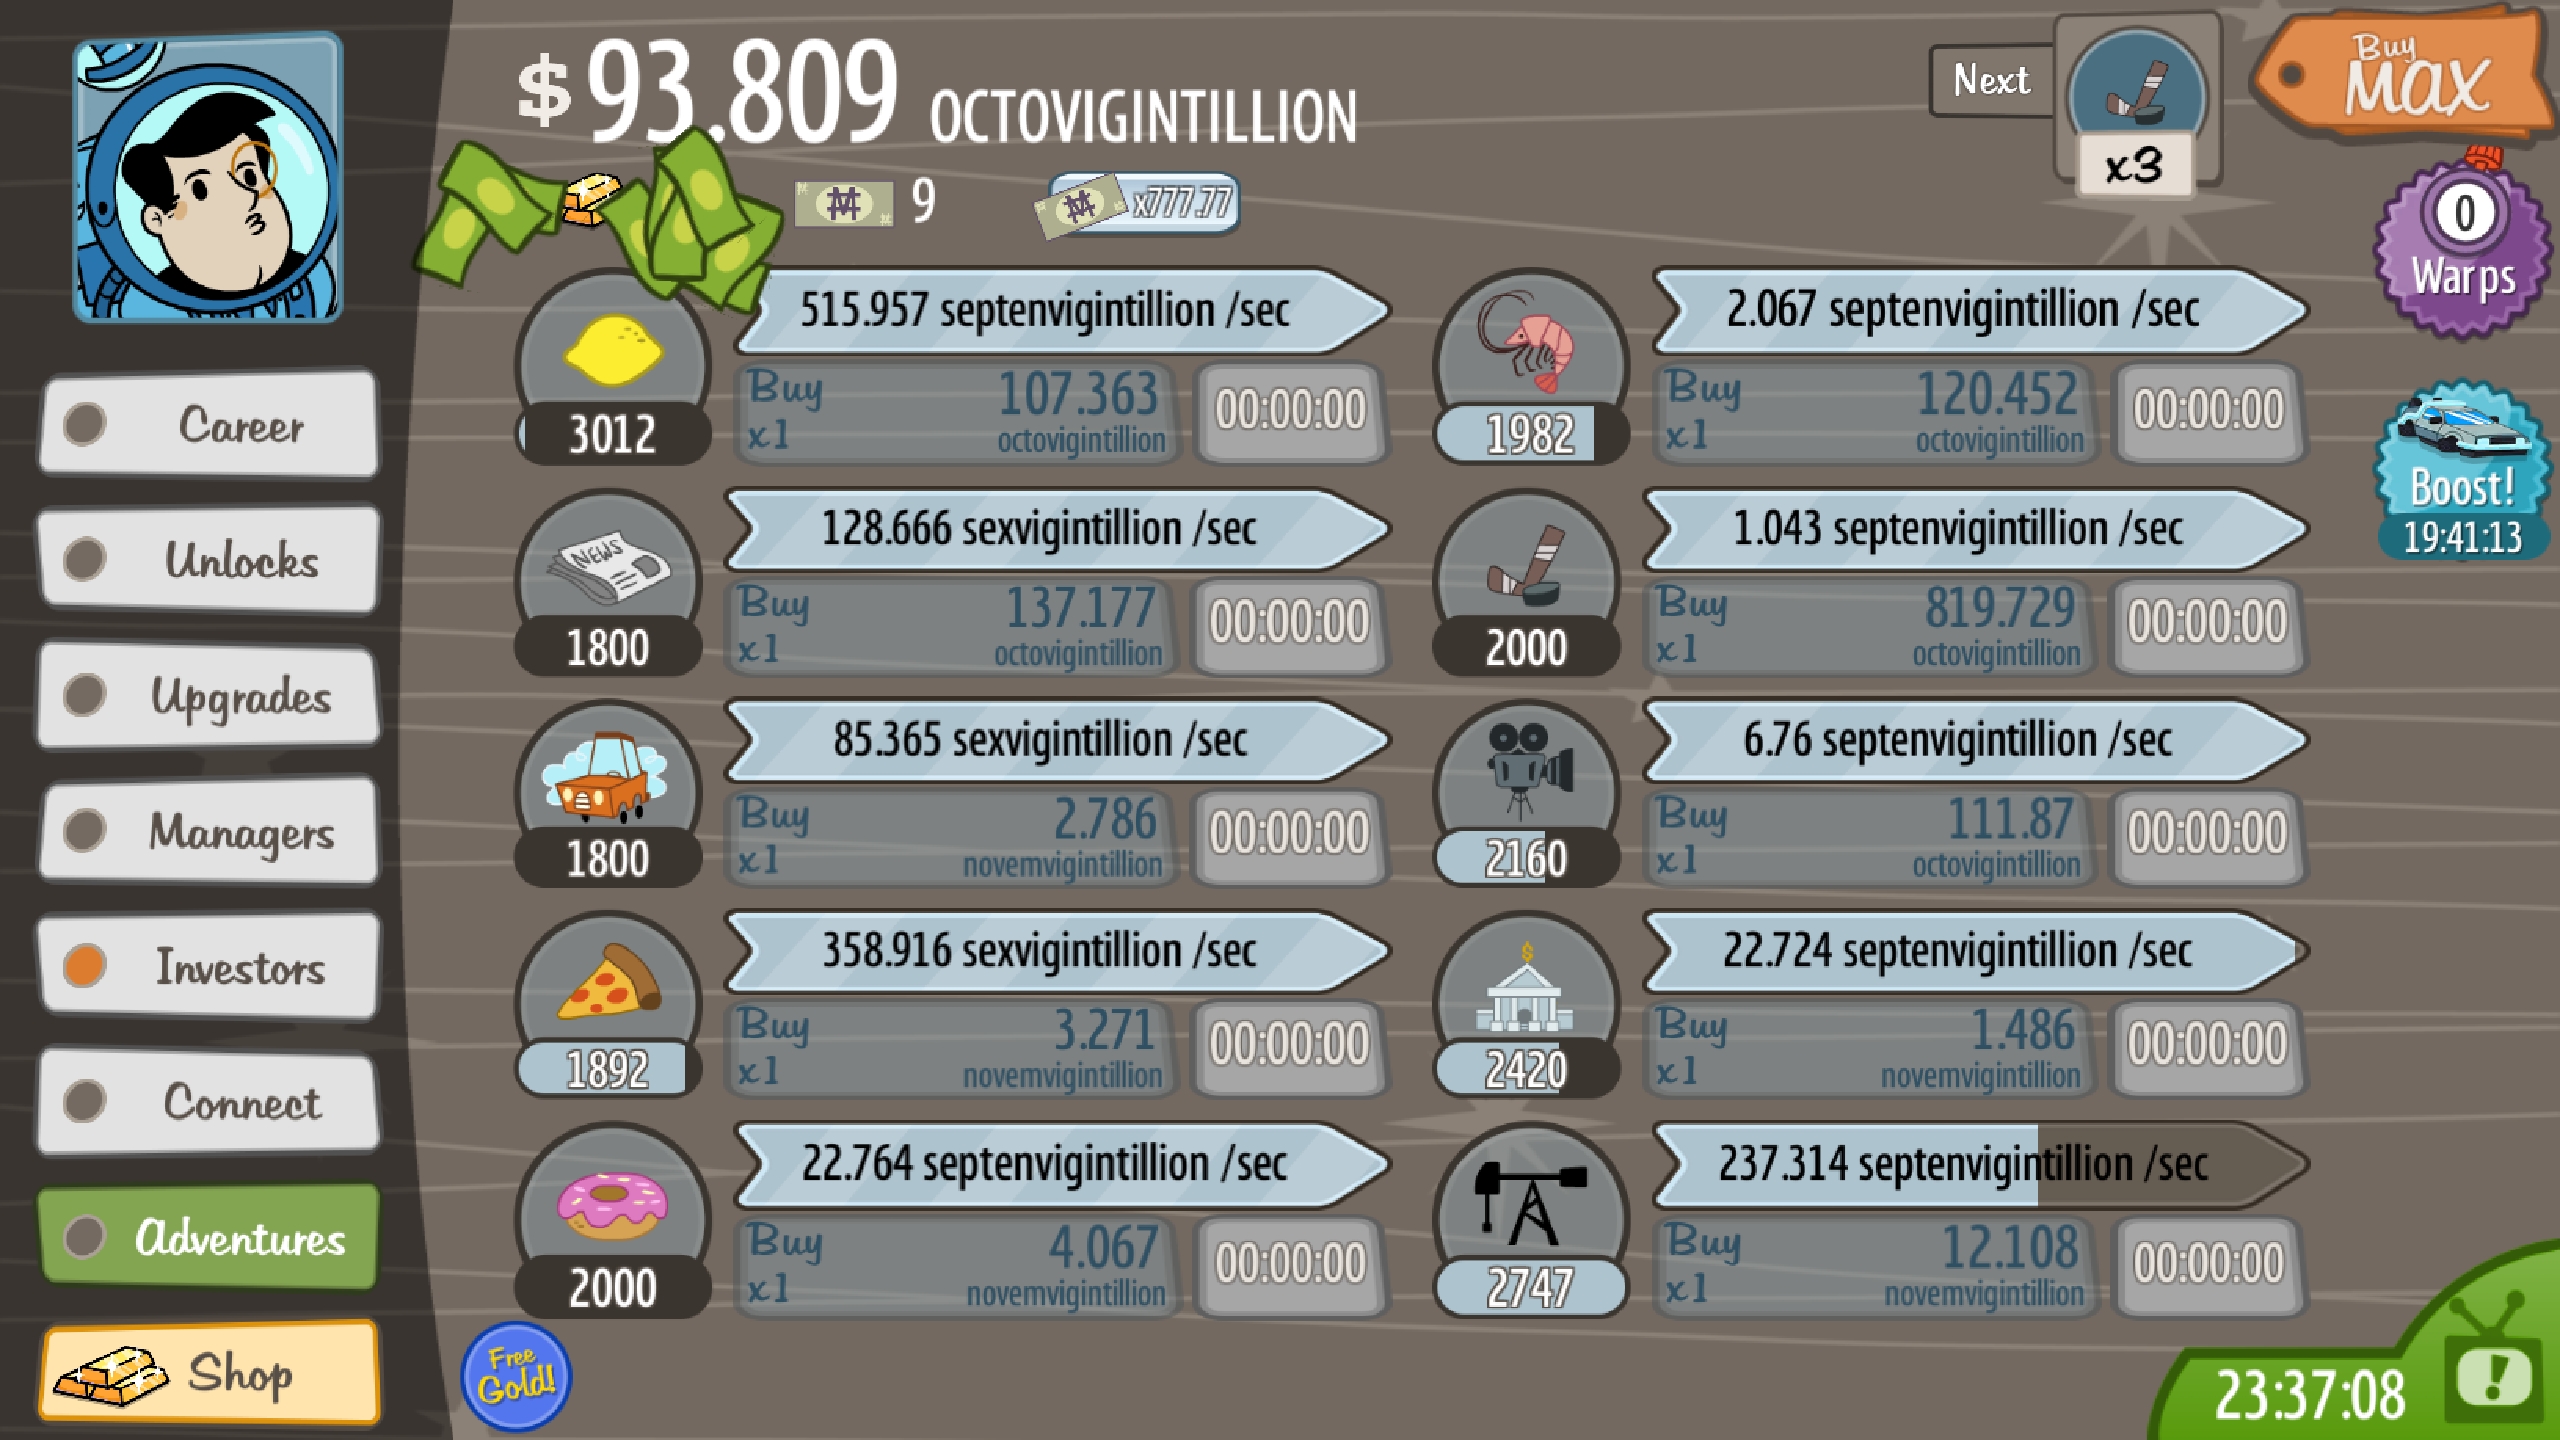 $93.809 OCTOVIGINTILLION
9
x777.77
Next
x3
Buy
MAX
0
Warps
Boost!
19:41:13
Career
Unlocks
Upgrades
Managers
Investors
Connect
Adventures
Shop
515.957 septenvigintillion /sec
3012
Buy
x1
107.363
octovigintillion
00:00:00
2.067 septenvigintillion /sec
1982
Buy
x1
120.452
octovigintillion
00:00:00
NEWS
128.666 sexvigintillion /sec
1800
Buy
x1
137.177
octovigintillion
00:00:00
1.043 septenvigintillion /sec
2000
Buy
x1
819.729
octovigintillion
00:00:00
85.365 sexvigintillion /sec
1800
Buy
x1
2.786
novemvigintillion
00:00:00
6.76 septenvigintillion /sec
2160
Buy
x1
111.87
octovigintillion
00:00:00
358.916 sexvigintillion /sec
1892
Buy
x1
3.271
novemvigintillion
00:00:00
22.724 septenvigintillion /sec
2420
Buy
x1
1.486
novemvigintillion
00:00:00
22.764 septenvigintillion /sec
2000
Buy
x1
4.067
novemvigintillion
00:00:00
237.314 septenvigintillion /sec
2747
Buy
x1
12.108
novemvigintillion
00:00:00
Free
Gold!
23:37:08